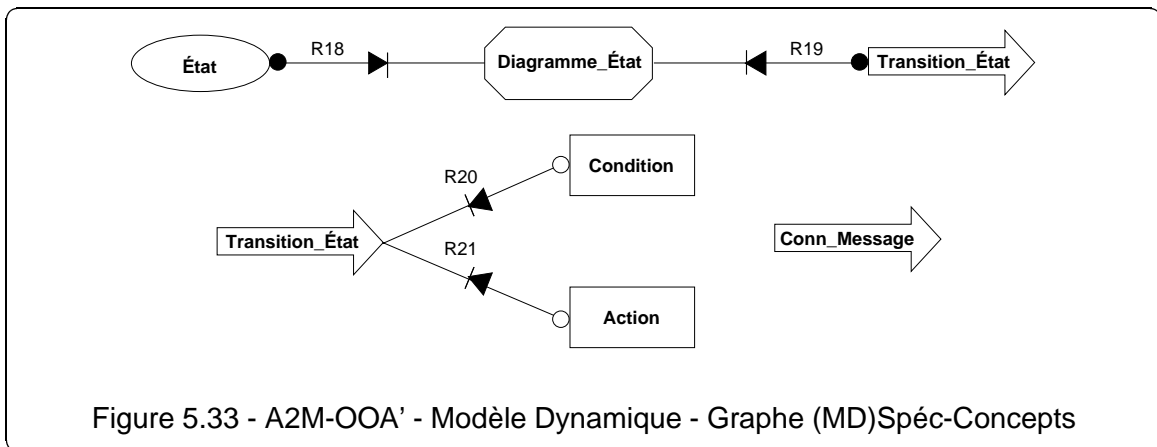 R18
R19
État
Diagramme_État
Transition_État
R20
Condition
Transition_État
Conn_Message
R21
Action
Figure 5.33 - A2M-OOA' - Modèle Dynamique - Graphe (MD)Spéc-Concepts